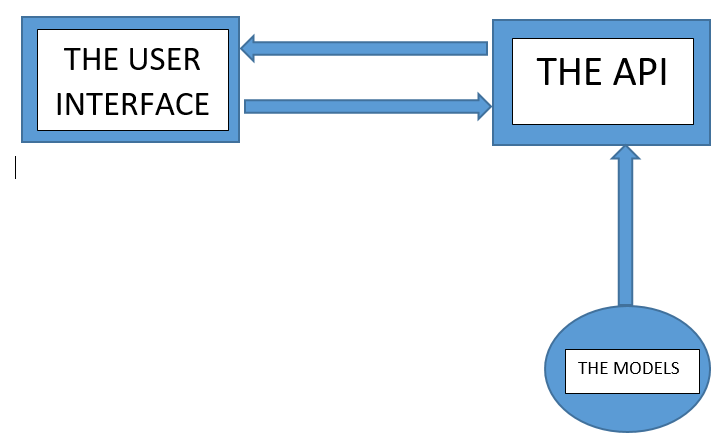 THE USER
INTERFACE
THE API
THE MODELS